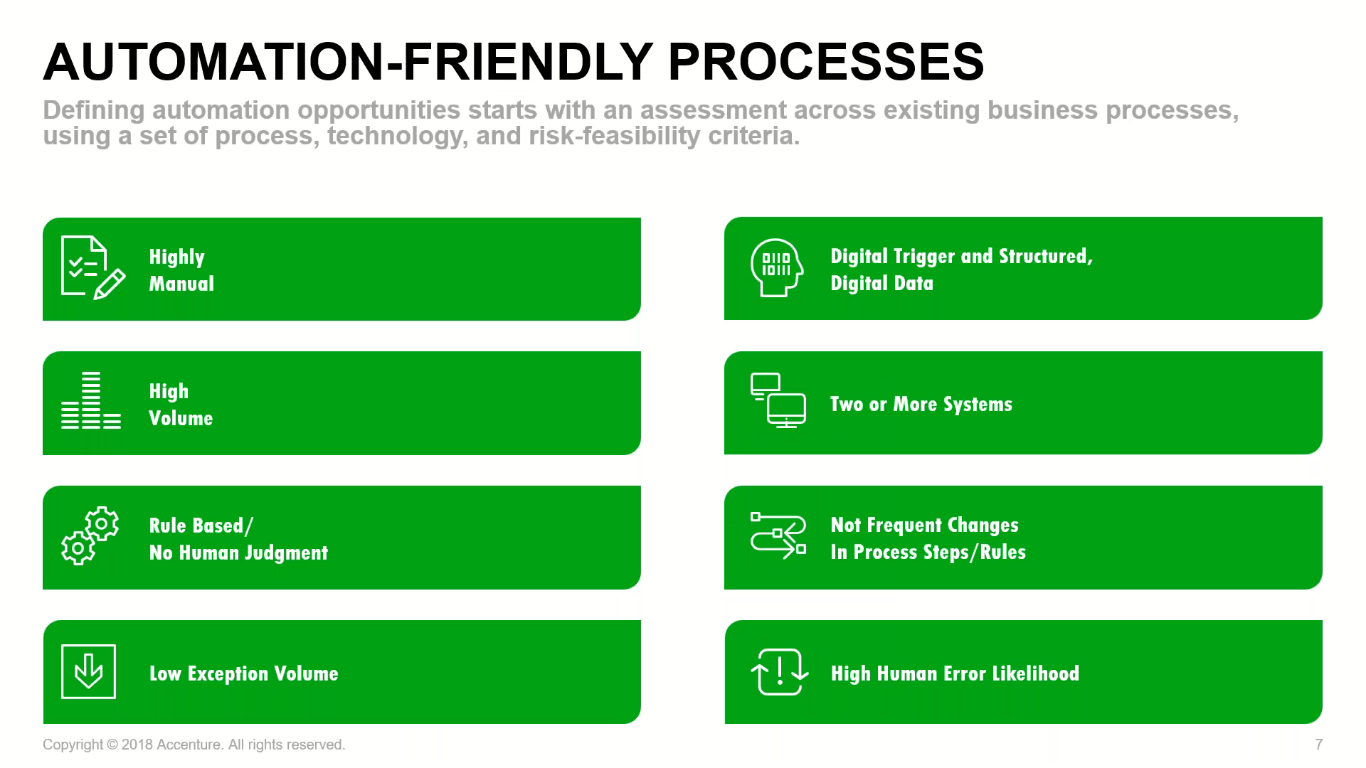 AUTOMATION-FRIENDLY PROCESSES
Defining automation opportunities starts with an assessment across existing business processes,
using a set of process, technology, and risk-feasibility criteria.
Highly
Manual
0110
10111
Digital Trigger and Structured,
Digital Data
High
Volume
Two or More Systems
Rule Based/
No Human Judgment
Not Frequent Changes
In Process Steps/Rules
Low Exception Volume
!
High Human Error Likelihood
Copyright © 2018 Accenture. All rights reserved.
7